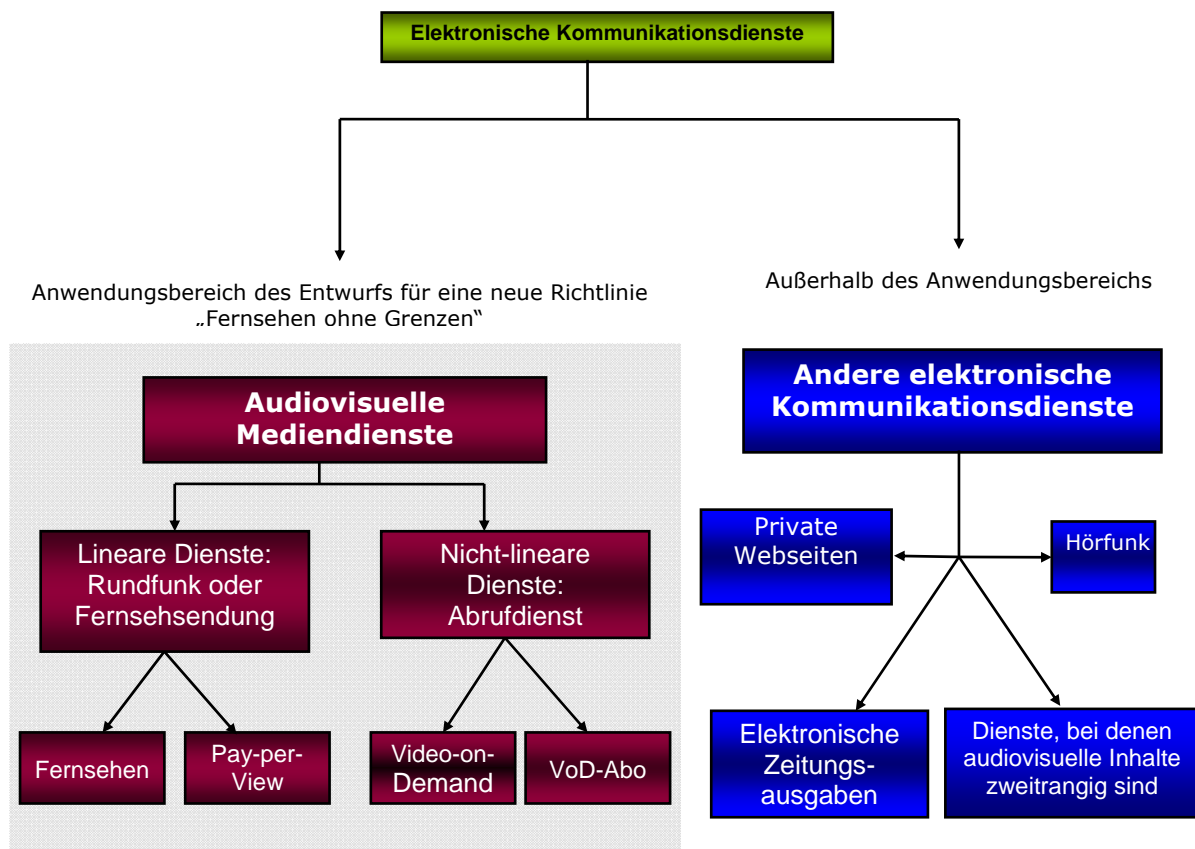 Elektronische Kommunikationsdienste
Anwendungsbereich des Entwurfs für eine neue Richtlinie
„Fernsehen ohne Grenzen“
Außerhalb des Anwendungsbereichs
Audiovisuelle
Mediendienste
Andere elektronische
Kommunikationsdienste
Lineare Dienste:
Rundfunk oder
Fernsehsendung
Nicht-lineare
Dienste:
Abrufdienst
Private
Webseiten
Hörfunk
Fernsehen
Pay-per-
View
Video-on-
Demand
VoD-Abo
Elektronische
Zeitungs-
ausgaben
Dienste, bei denen
audiovisuelle Inhalte
zweitrangig sind